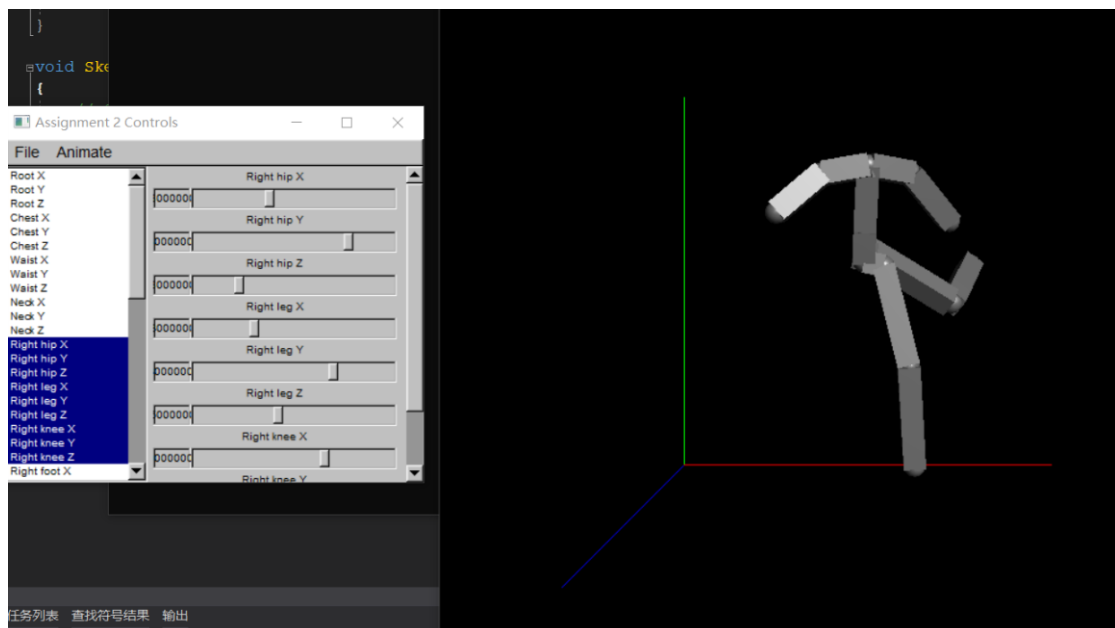 }
void Ske
{
Assignment 2 Controls
File Animate
Root X
Root Y
Root Z
Chest X
Chest Y
Chest Z
Waist X
Waist Y
Waist Z
Neck X
Neck Y
Neck Z
Right hip X
Right hip Y
Right hip Z
Right leg X
Right leg Y
Right leg Z
Right knee X
Right knee Y
Right knee Z
Right foot X
Right hip X
Right hip Y
Right hip Z
Right leg X
Right leg Y
Right leg Z
Right knee X
Right knee Y
任务列表 查找符号结果 输出